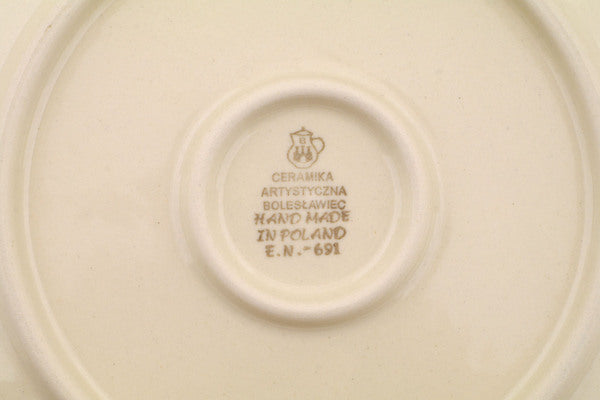 B
CERAMIKA
ARTYSTYCZNA
BOLESŁAWIEC
HAND MADE
IN POLAND
E.N.-691